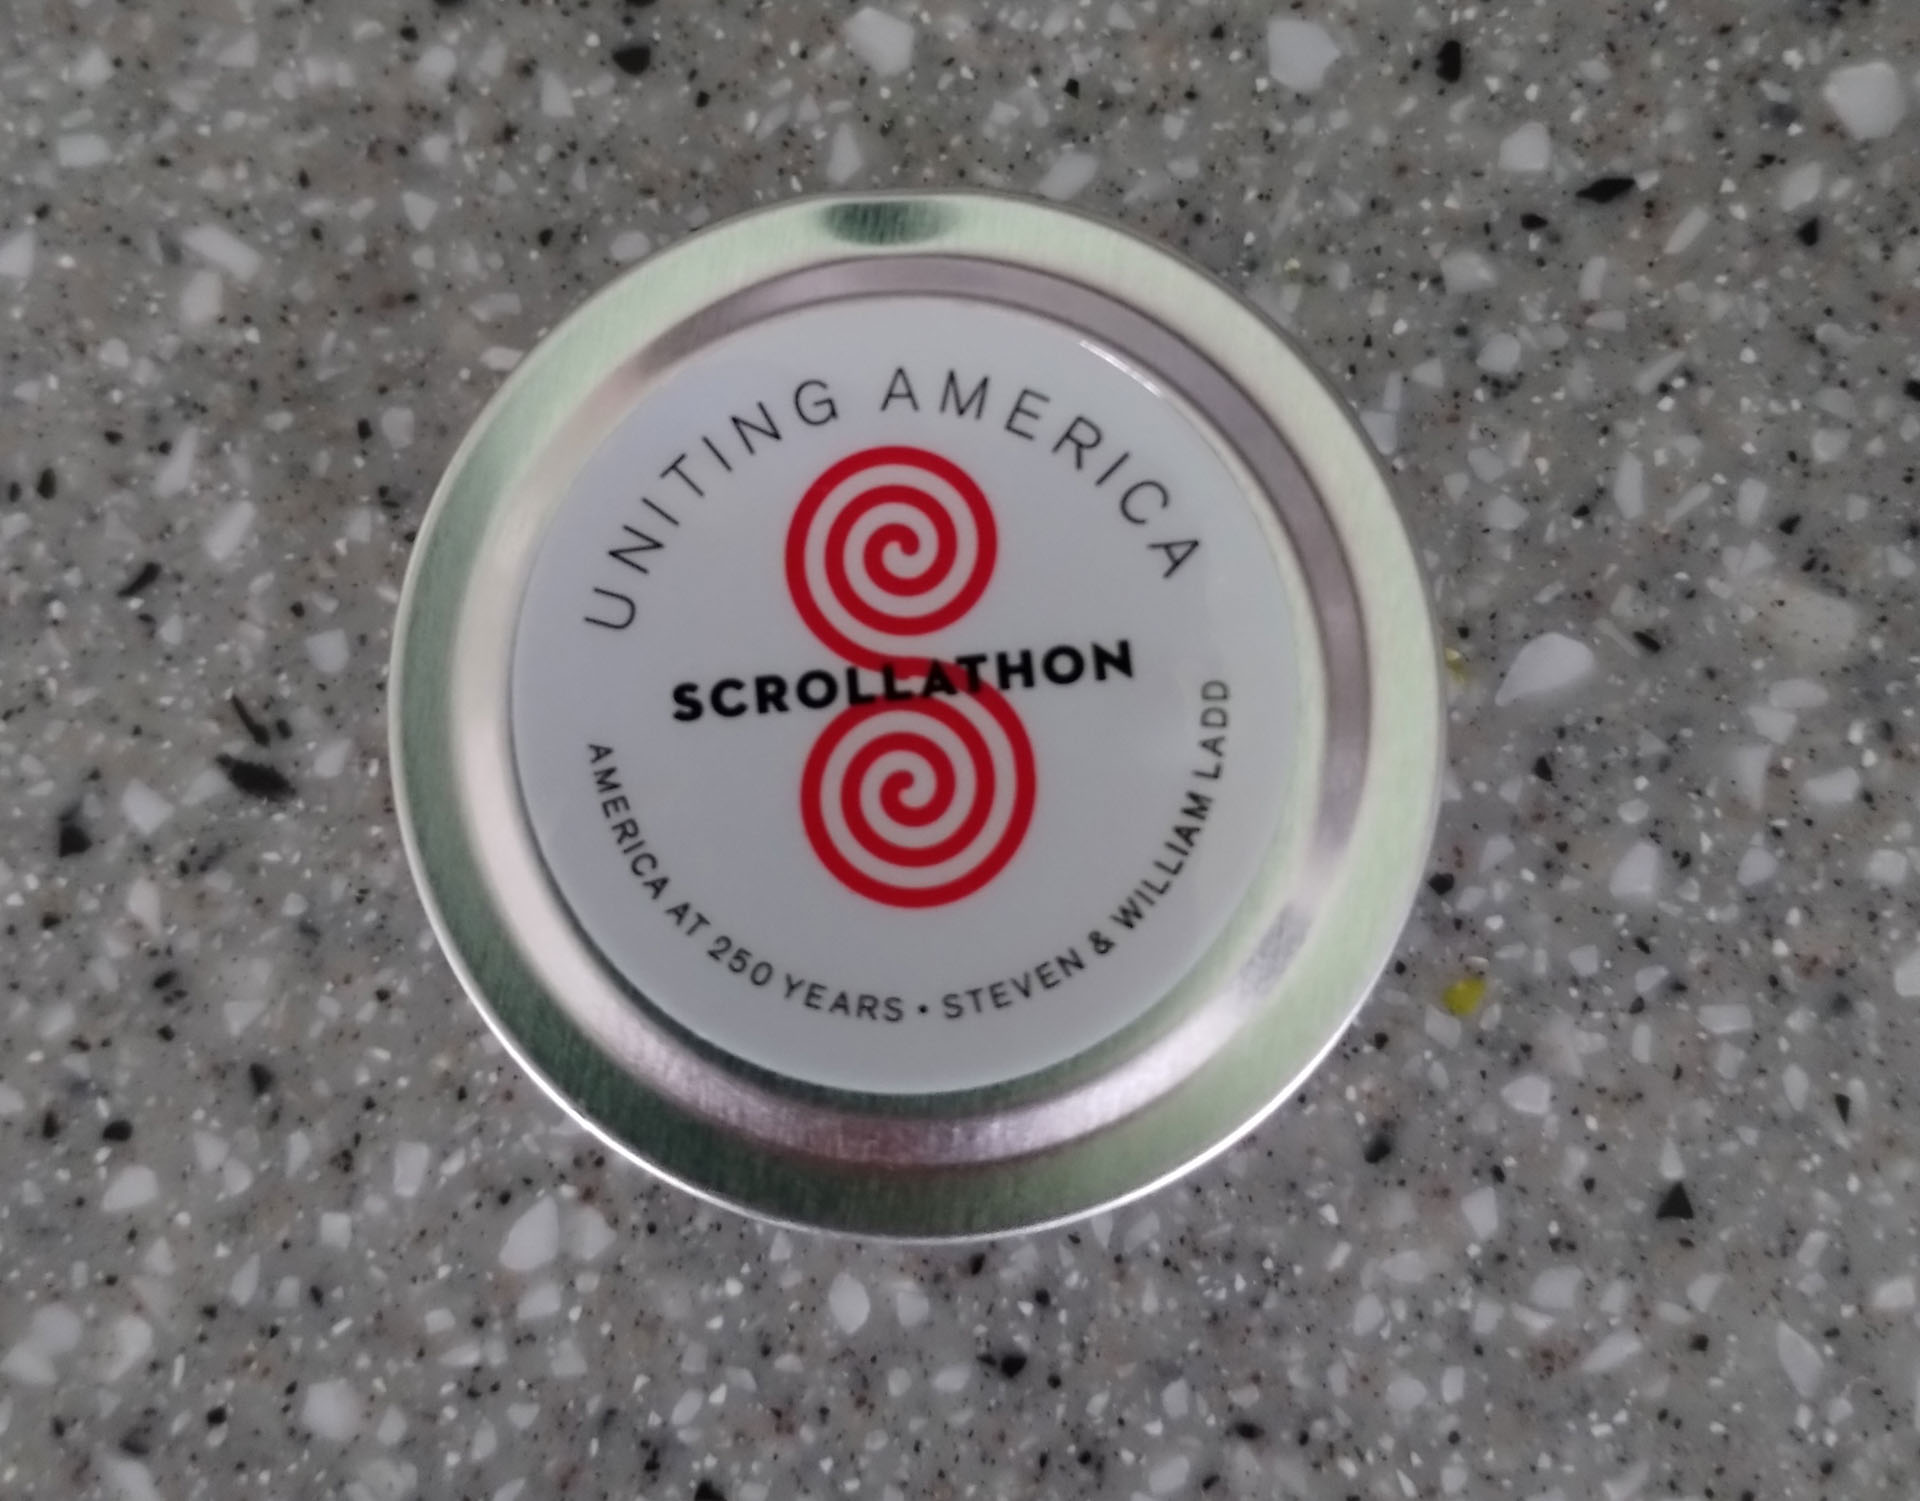 UNITING AMERICA
SCROLLATHON
AMERICA AT 250 YEARS • STEVEN & WILLIAM LADD